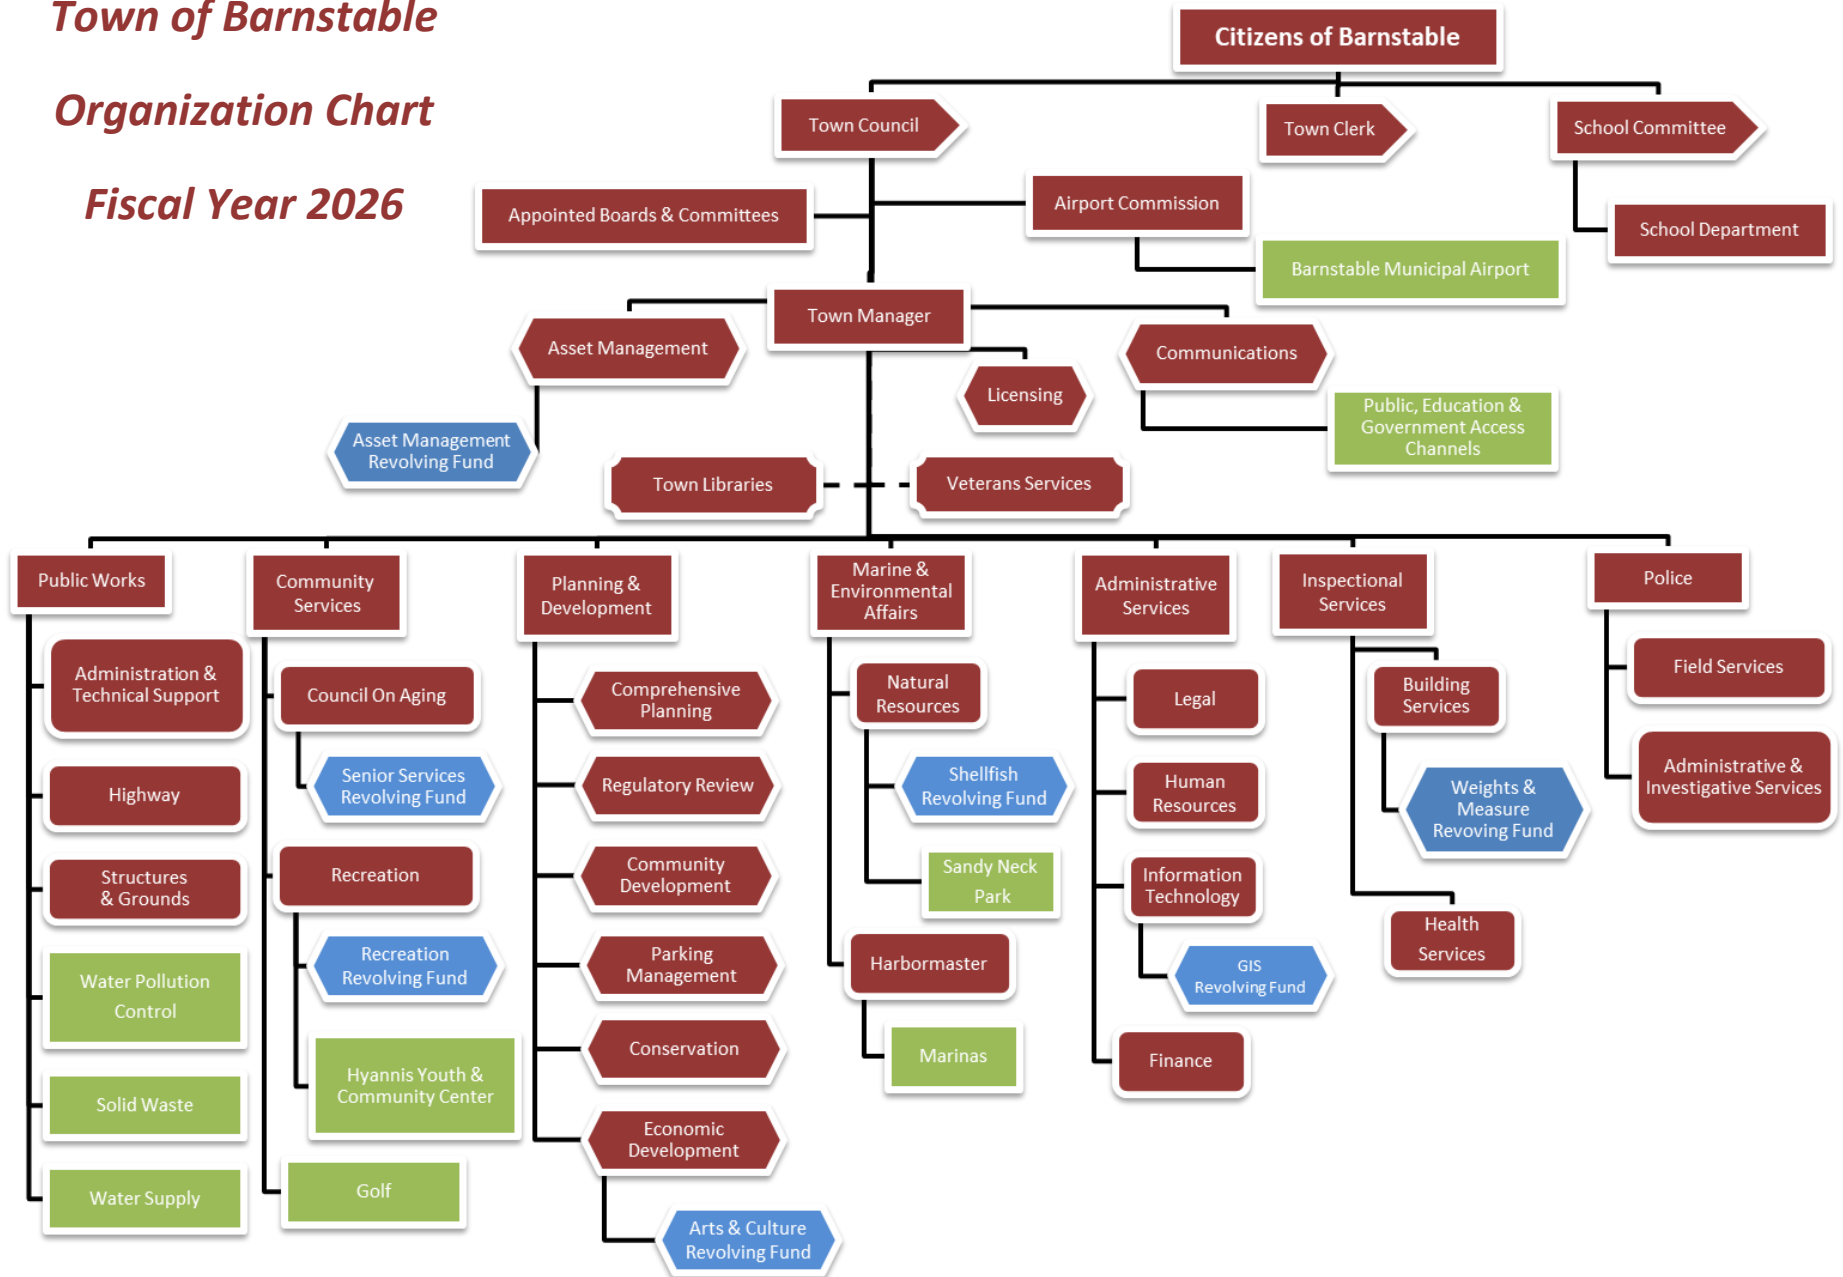 Town of Barnstable
Organization Chart
Fiscal Year 2026
Citizens of Barnstable
Town Council
Town Clerk
School Committee
Appointed Boards & Committees
Airport Commission
School Department
Barnstable Municipal Airport
Town Manager
Asset Management
Communications
Licensing
Asset Management
Revolving Fund
Public, Education &
Government Access
Channels
Town Libraries
Veterans Services
Public Works
Administration &
Technical Support
Highway
Structures
& Grounds
Water Pollution
Control
Solid Waste
Water Supply
Community
Services
Council On Aging
Senior Services
Revolving Fund
Recreation
Recreation
Revolving Fund
Hyannis Youth &
Community Center
Golf
Planning &
Development
Comprehensive
Planning
Regulatory Review
Community
Development
Parking
Management
Conservation
Economic
Development
Arts & Culture
Revolving Fund
Marine &
Environmental
Affairs
Natural
Resources
Shellfish
Revolving Fund
Sandy Neck
Park
Harbormaster
Marinas
Administrative
Services
Legal
Human
Resources
Information
Technology
GIS
Revolving Fund
Finance
Inspectional
Services
Building
Services
Weights &
Measure
Revoving Fund
Health
Services
Police
Field Services
Administrative &
Investigative Services